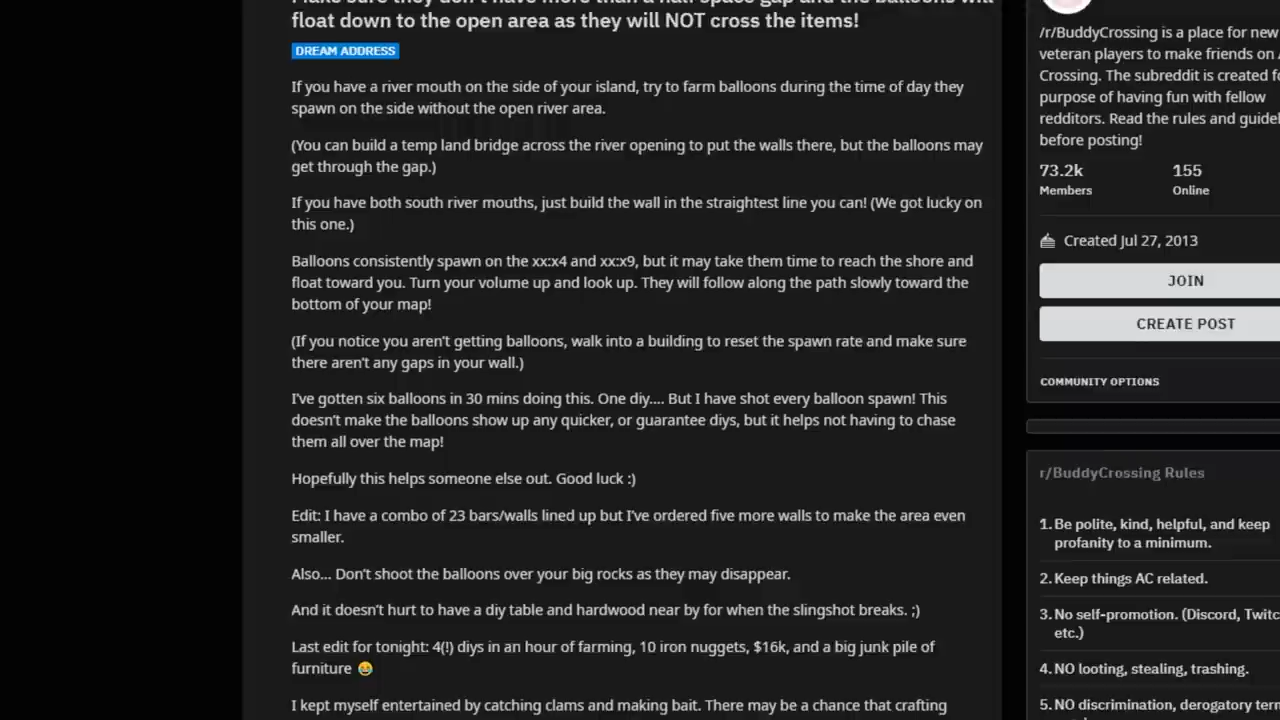 float down to the open area as they will NOT cross the items!
DREAM ADDRESS
If you have a river mouth on the side of your island, try to farm balloons during the time of day they
spawn on the side without the open river area.
(You can build a temp land bridge across the river opening to put the walls there, but the balloons may
get through the gap.)
If you have both south river mouths, just build the wall in the straightest line you can! (We got lucky on
this one.)
Balloons consistently spawn on the xx:x4 and xx:x9, but it may take them time to reach the shore and
float toward you. Turn your volume up and look up. They will follow along the path slowly toward the
bottom of your map!
(If you notice you aren't getting balloons, walk into a building to reset the spawn rate and make sure
there aren't any gaps in your wall.)
I've gotten six balloons in 30 mins doing this. One diy.... But I have shot every balloon spawn! This
doesn't make the balloons show up any quicker, or guarantee diys, but it helps not having to chase
them all over the map!
Hopefully this helps someone else out. Good luck :)
Edit: I have a combo of 23 bars/walls lined up but I've ordered five more walls to make the area even
smaller.
Also... Don't shoot the balloons over your big rocks as they may disappear.
And it doesn't hurt to have a diy table and hardwood near by for when the slingshot breaks. ;)
Last edit for tonight: 4(!) diys in an hour of farming, 10 iron nuggets, $16k, and a big junk pile of
furniture 😂
I kept myself entertained by catching clams and making bait. There may be a chance that crafting
/r/BuddyCrossing is a place for new
veteran players to make friends on
Crossing. The subreddit is created
purpose of having fun with fellow
redditors. Read the rules and
before posting!
73.2k
155
Members
Online
Created Jul 27, 2013
JOIN
CREATE POST
COMMUNITY OPTIONS
r/BuddyCrossing Rules
1. Be polite, kind, helpful, and keep
profanity to a minimum.
2. Keep things AC related.
3. No self-promotion. (Discord,
etc.)
4. NO looting, stealing, trashing.
5. NO discrimination, derogatory